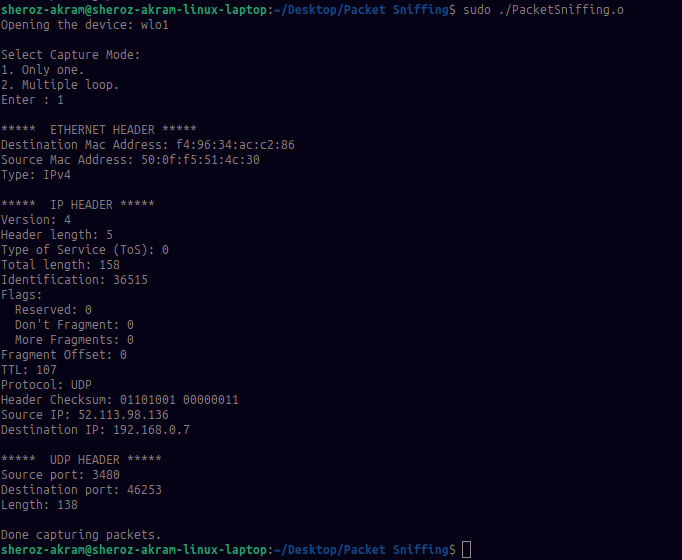 sheroz-akram@sheroz-akram-linux-laptop:~/Desktop/Packet Sniffing$ sudo ./PacketSniffing.o
Opening the device: wlo1
Select Capture Mode:
1. Only one.
2. Multiple loop.
Enter : 1
*****  ETHERNET HEADER *****
Destination Mac Address: f4:96:34:ac:c2:86
Source Mac Address: 50:0f:f5:51:4c:30
Type: IPv4
*****  IP HEADER *****
Version: 4
Header length: 5
Type of Service (ToS): 0
Total length: 158
Identification: 36515
Flags:
  Reserved: 0
  Don't Fragment: 0
  More Fragments: 0
Fragment Offset: 0
TTL: 107
Protocol: UDP
Header Checksum: 01101001 00000011
Source IP: 52.113.98.136
Destination IP: 192.168.0.7
*****  UDP HEADER *****
Source port: 3480
Destination port: 46253
Length: 138
Done capturing packets.
sheroz-akram@sheroz-akram-linux-laptop:~/Desktop/Packet Sniffing$